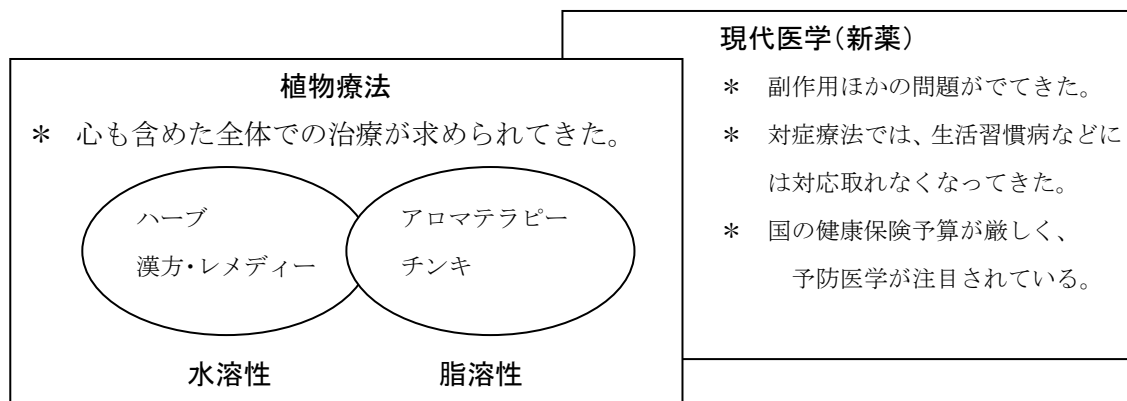 現代医学（新薬）
＊ 副作用ほかの問題がでてきた。
＊ 対症療法では、生活習慣病などに
は対応取れなくなってきた。
＊ 国の健康保険予算が厳しく、
予防医学が注目されている。
植物療法
＊ 心も含めた全体での治療が求められてきた。
ハーブ
漢方・レメディー
アロマテラピー
チンキ
水溶性
脂溶性